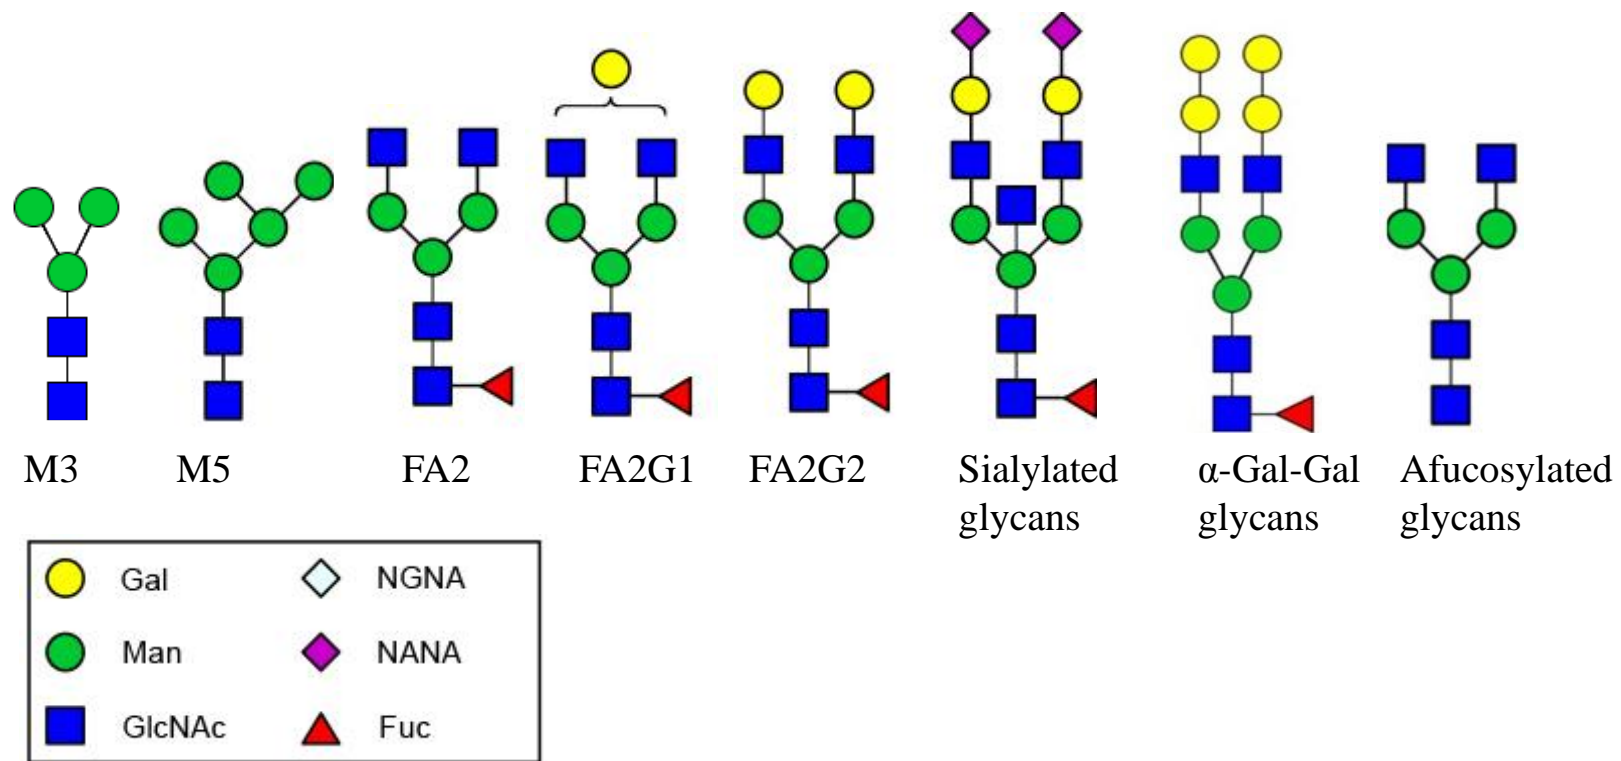 M3 M5 FA2 FA2G1 FA2G2 Sialylated α-Gal-Gal Afucosylated
glycans glycans glycans
Gal NGNA
Man NANA
GlcNAc Fuc